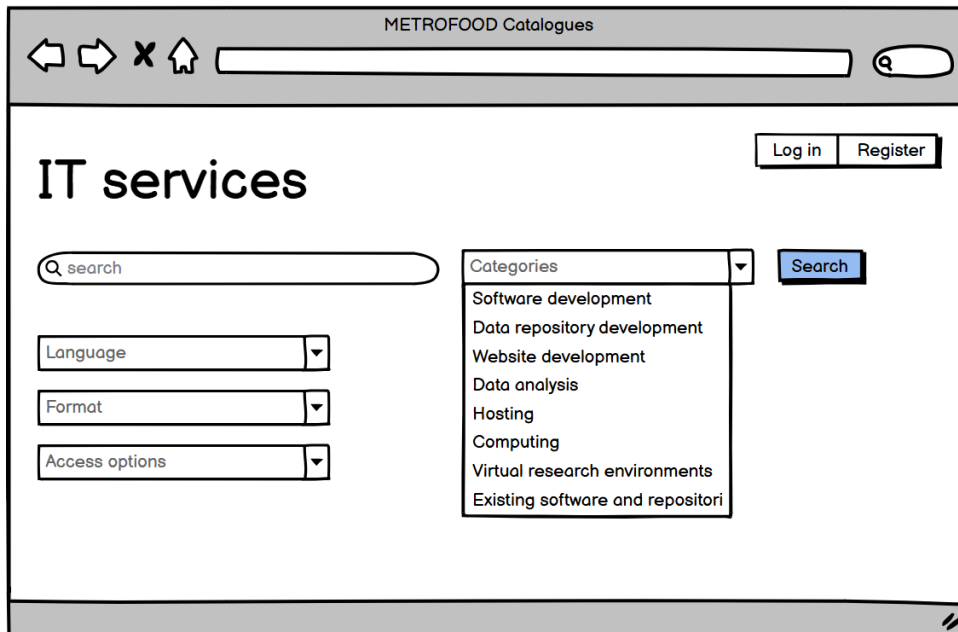 METROFOOD Catalogues
Log in Register
IT services
search
Categories
Search
Software development
Data repository development
Website development
Data analysis
Hosting
Computing
Virtual research environments
Existing software and repositori
Language
Format
Access options